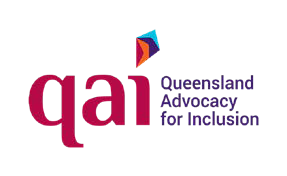 qai
Queensland
Advocacy
for Inclusion